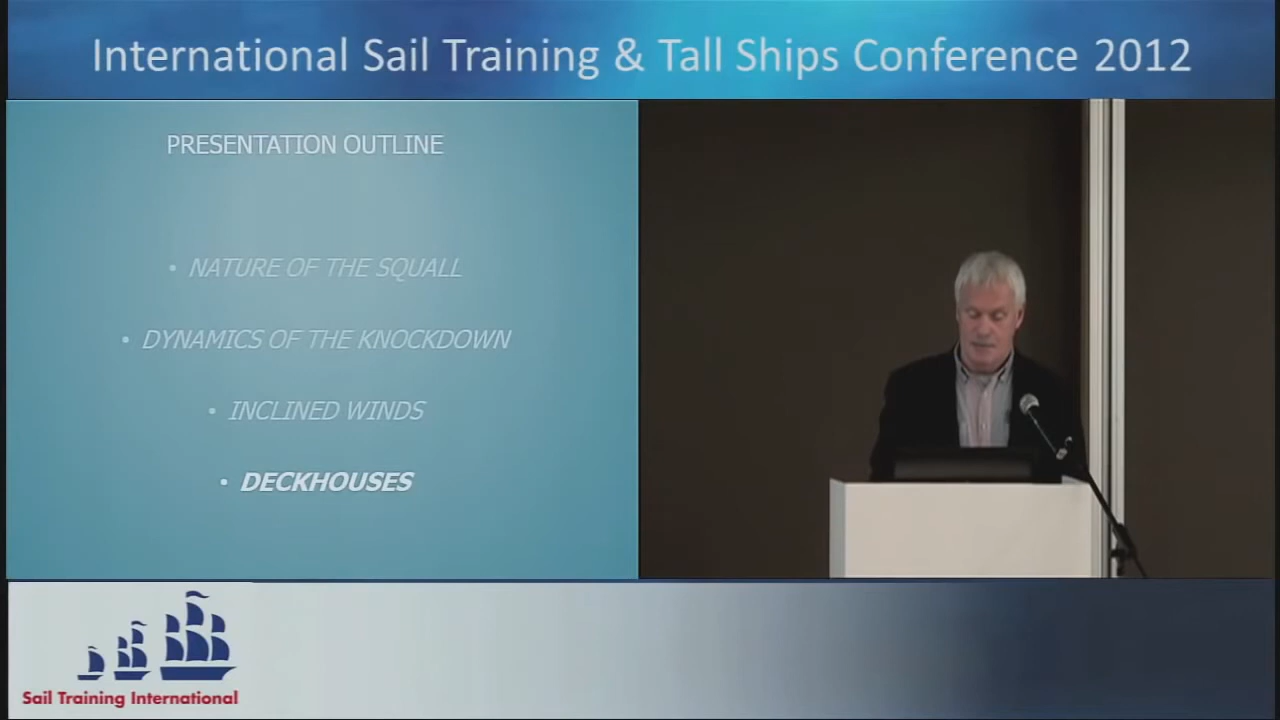 International Sail Training & Tall Ships Conference 2012
PRESENTATION OUTLINE
• NATURE OF THE SQUALL
• DYNAMICS OF THE KNOCKDOWN
• INCLINED WINDS
• DECKHOUSES
Sail Training International